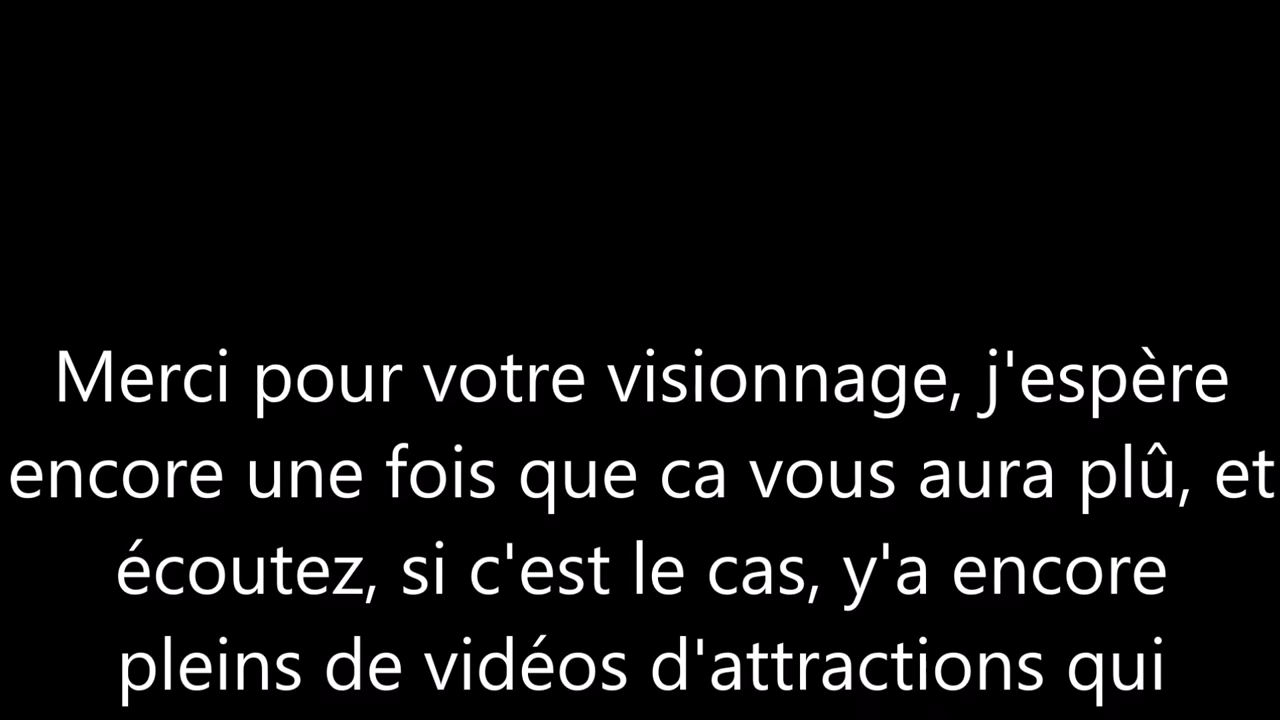 Merci pour votre visionnage, j'espère
encore une fois que ca vous aura plû, et
écoutez, si c'est le cas, y'a encore
pleins de vidéos d'attractions qui